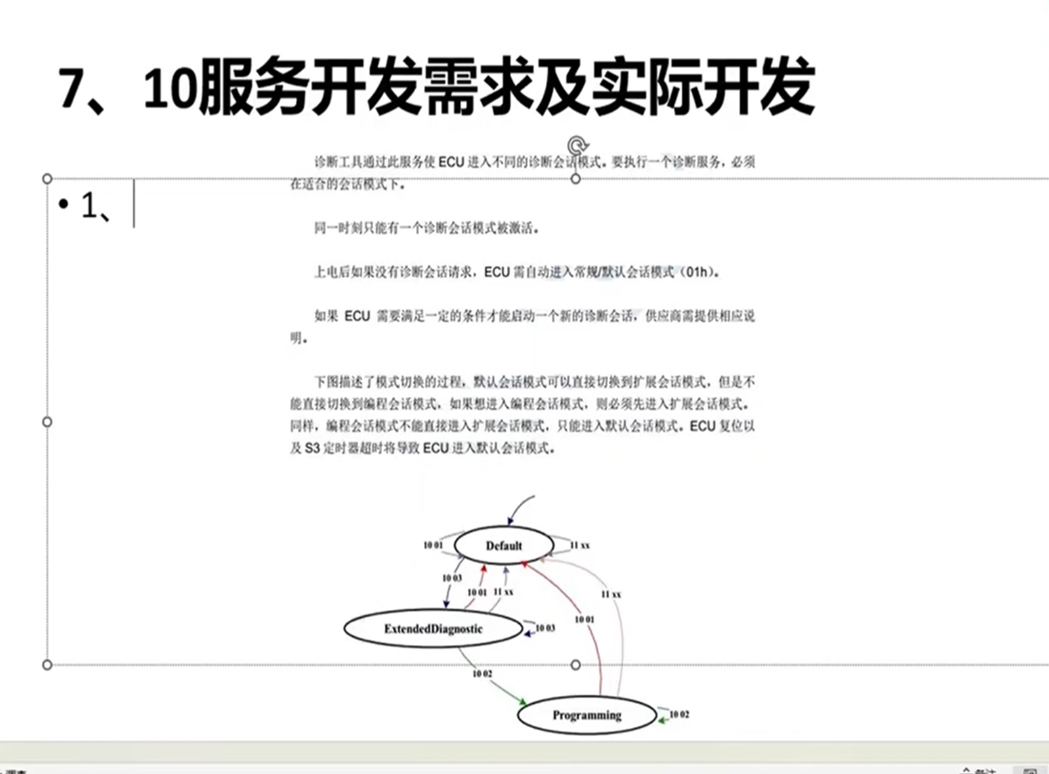 7、10服务开发需求及实际开发
诊断工具通过此服务使 ECU 进入不同的诊断会话模式。要执行一个诊断服务，必须
在适合的会话模式下。
• 1、
同一时刻只能有一个诊断会话模式被激活。
上电后如果没有诊断会话请求，ECU 需自动进入常规/默认会话模式（01h）。
如果 ECU 需要满足一定的条件才能启动一个新的诊断会话，供应商需提供相应说
明。
下图描述了模式切换的过程，默认会话模式可以直接切换到扩展会话模式，但是不
能直接切换到编程会话模式，如果想进入编程会话模式，则必须先进入扩展会话模式。
同样，编程会话模式不能直接进入扩展会话模式，只能进入默认会话模式。ECU 复位以
及 S3 定时器超时将导致 ECU 进入默认会话模式。
10 01
Default
11 xx
10 03
10 01
11 xx
11 xx
10 01
ExtendedDiagnostic
10 03
10 02
Programming
10 02